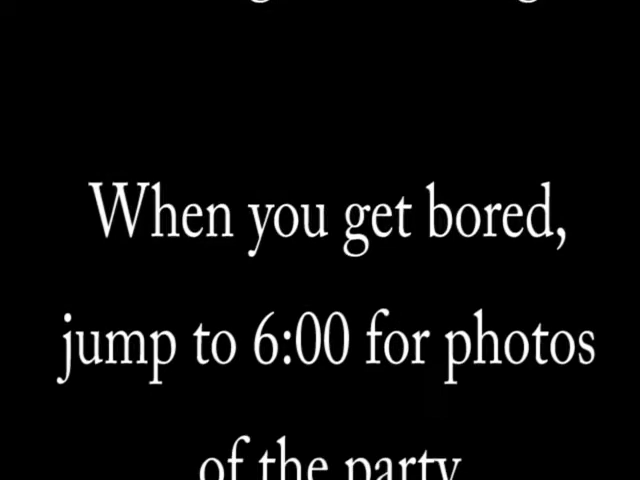 When you get bored,
jump to 6:00 for photos
of the party